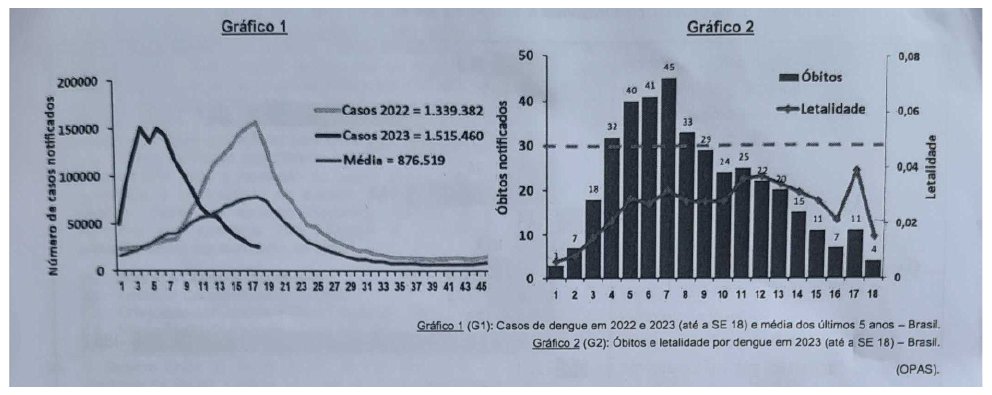 Gráfico 1
Gráfico 2
Número de casos notificados
200000
150000
100000
50000
0
1 3 5 7 9 11 13 15 17 19 21 23 25 27 29 31 33 35 37 39 41 43 45
Casos 2022 = 1.339.382
Casos 2023 = 1.515.460
Média = 876.519
Óbitos notificados
50
40
30
20
10
0
7 18 32 40 41 45 33 29 24 25 22 20 15 11 7 11 4
Óbitos
Letalidade
0,08
0,06
0,04
0,02
0
Letalidade
1 2 3 4 5 6 7 8 9 10 11 12 13 14 15 16 17 18
Gráfico 1 (G1): Casos de dengue em 2022 e 2023 (até a SE 18) e média dos últimos 5 anos – Brasil.
Gráfico 2 (G2): Óbitos e letalidade por dengue em 2023 (até a SE 18) – Brasil.
(OPAS).